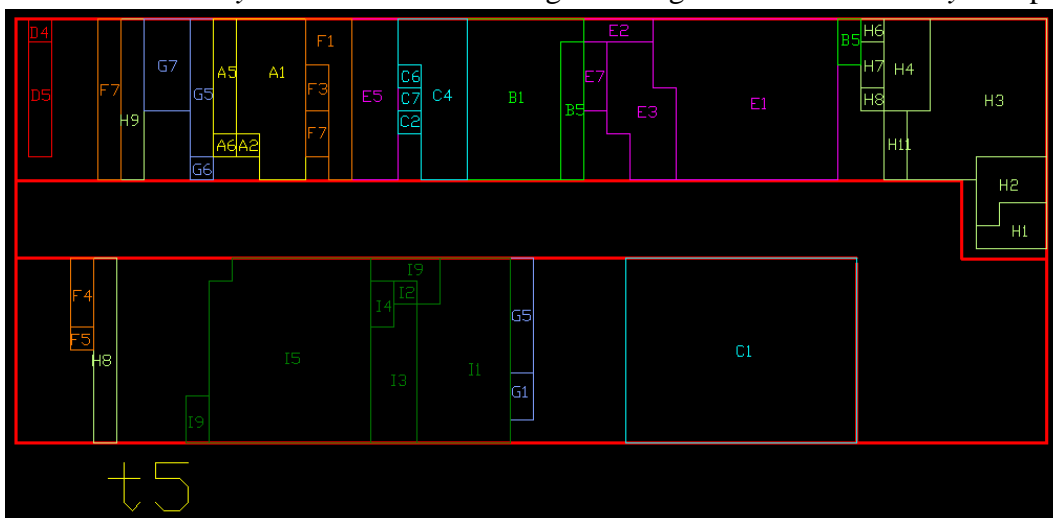 D4 F1 E2 B5 H6
G7 A5 A1 C6 E7 H7 H4
D5 F7 G5 F3 E5 C7 C4 B1 B5 E3 E1 H8 H3
H9 F7 C2
A6 A2 H11
G6 H2
H1
I9
F4 I4 I2 G5
F5 H8 I5 I3 I1 C1
I9 G1
t5